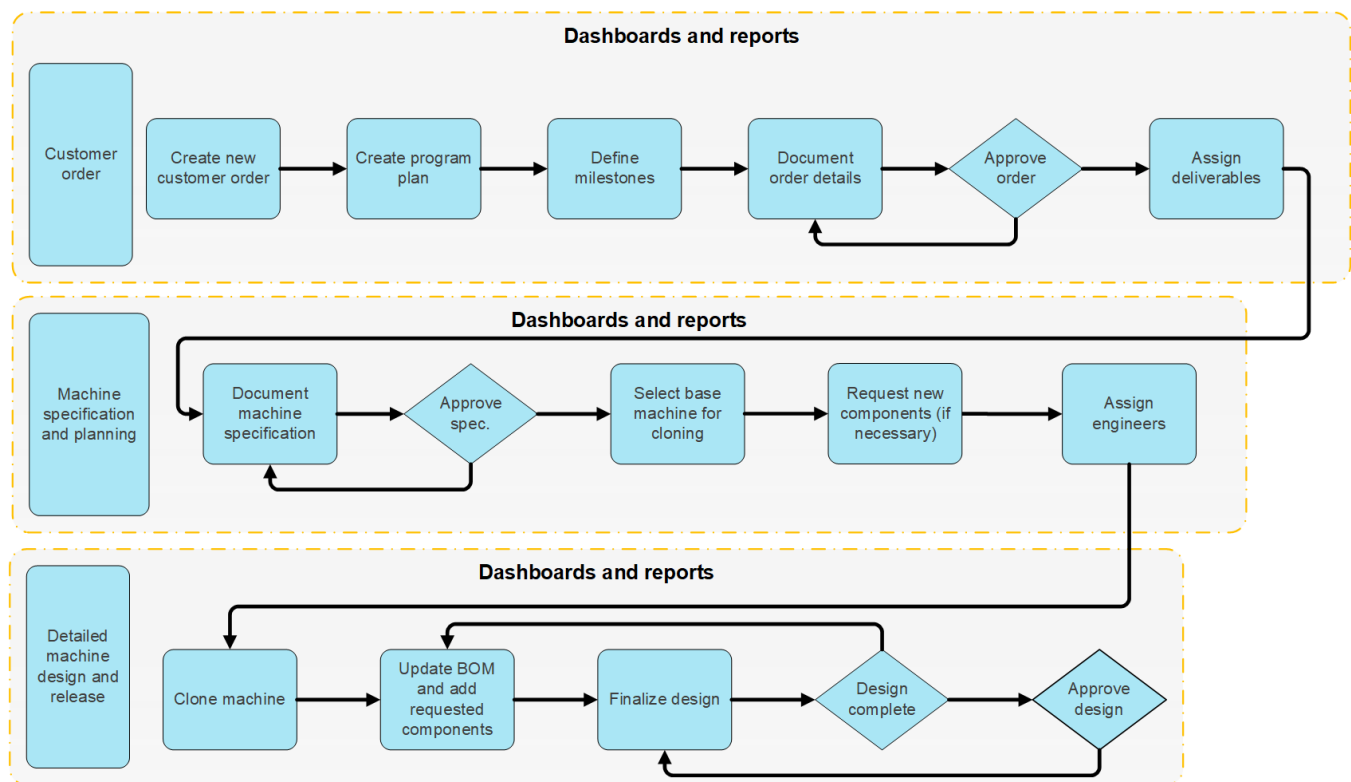 Dashboards and reports
Customer
order
Create new
customer order
Create program
plan
Define
milestones
Document
order details
Approve
order
Assign
deliverables
Dashboards and reports
Machine
specification
and planning
Document
machine
specification
Approve
spec.
Select base
machine for
cloning
Request new
components (if
necessary)
Assign
engineers
Dashboards and reports
Detailed
machine
design and
release
Clone machine
Update BOM
and add
requested
components
Finalize design
Design
complete
Approve
design